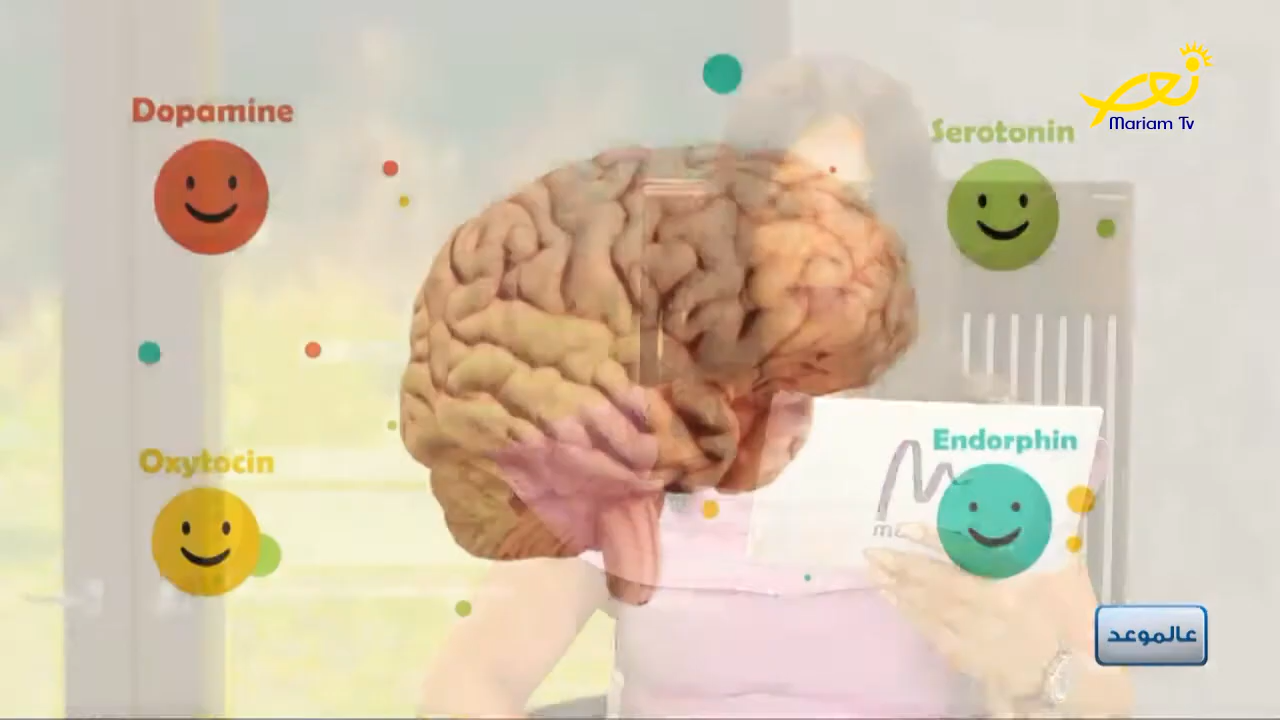 Dopamine
Serotonin
Mariam Tv
Oxytocin
Endorphin
عالموعد